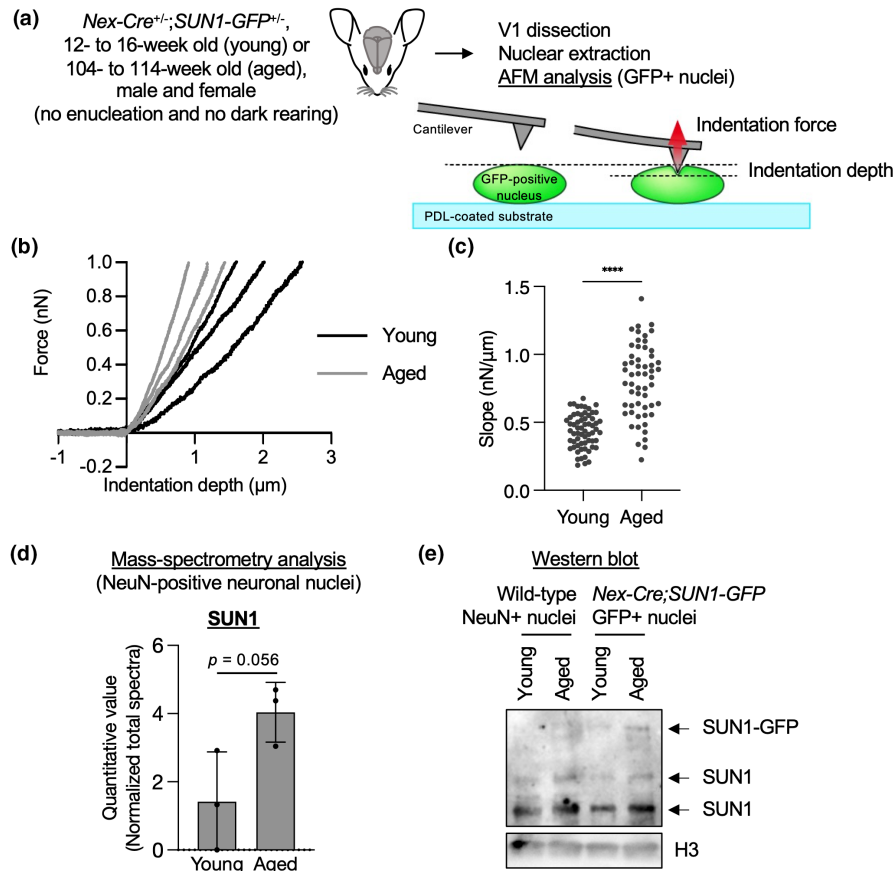 (a)
Nex-Cre+/-;SUN1-GFP+/-,
12- to 16-week old (young) or
104- to 114-week old (aged),
male and female
(no enucleation and no dark rearing)
V1 dissection
Nuclear extraction
AFM analysis (GFP+ nuclei)
Cantilever
Indentation force
Indentation depth
GFP-positive
nucleus
PDL-coated substrate
(b)
Force (nN)
1.0
0.8
0.6
0.4
0.2
-0.2
-1
1
2
3
Indentation depth (μm)
Young
Aged
(c)
****
Slope (nN/μm)
1.5
1.0
0.5
0.0
Young Aged
(d)
Mass-spectrometry analysis
(NeuN-positive neuronal nuclei)
SUN1
p = 0.056
Quantitative value
(Normalized total spectra)
6
4
2
0
Young Aged
(e)
Western blot
Wild-type
NeuN+ nuclei
Nex-Cre;SUN1-GFP
GFP+ nuclei
Young
Aged
Young
Aged
SUN1-GFP
SUN1
SUN1
H3